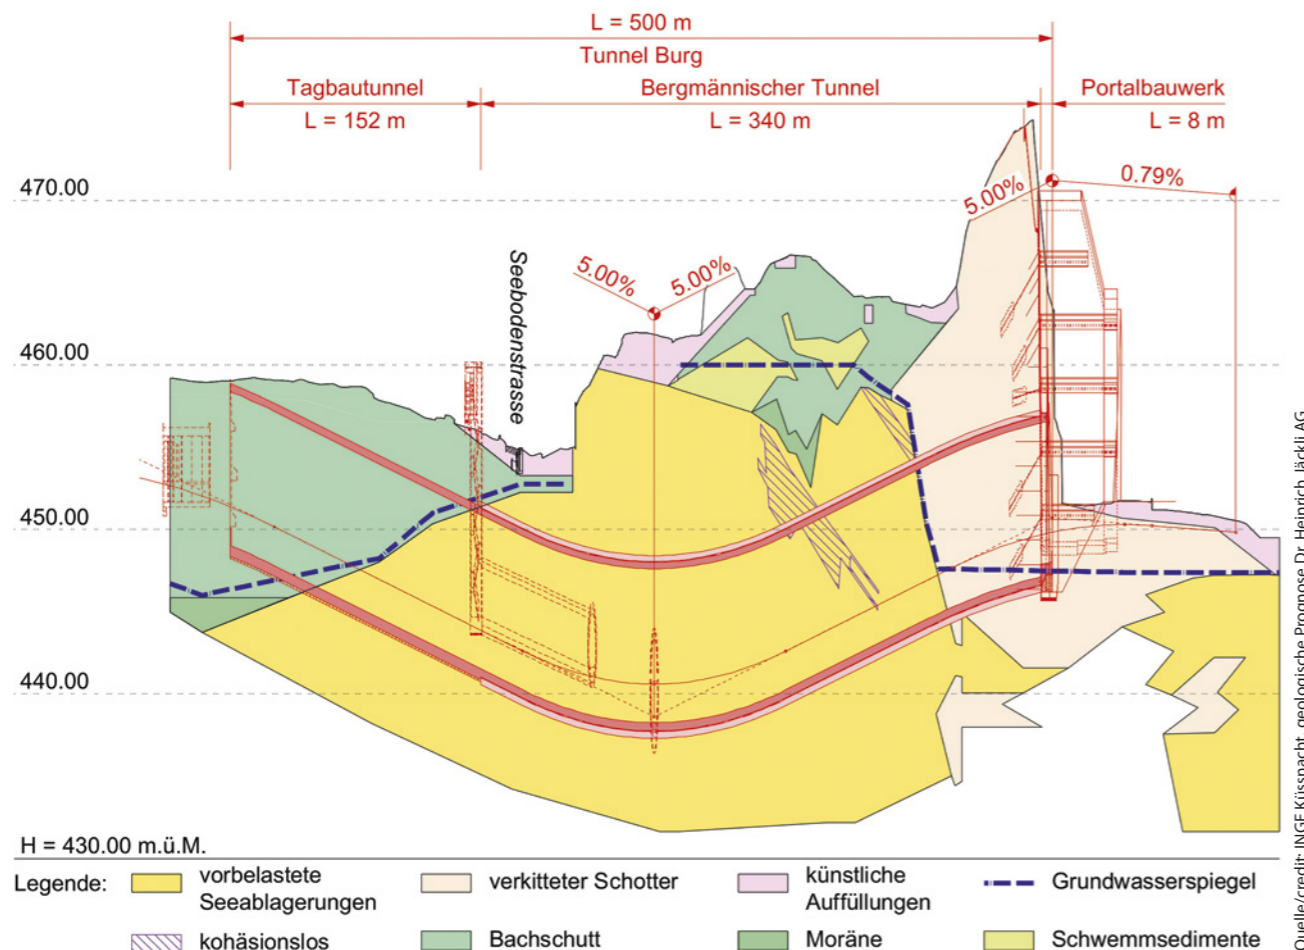 L = 500 m
Tunnel Burg
Tagbautunnel
Bergmännischer Tunnel
Portalbauwerk
L = 152 m
L = 340 m
L = 8 m
470.00
5.00%
0.79%
Seebodenstrasse
5.00%
5.00%
460.00
450.00
440.00
H = 430.00 m.ü.M.
Legende:
vorbelastete
Seeablagerungen
verkitteter Schotter
künstliche
Auffüllungen
Grundwasserspiegel
kohäsionslos
Bachschutt
Moräne
Schwemmsedimente
Quelle/credit: INGE Küssnacht, geologische Prognose Dr. Heinrich Jäckli AG